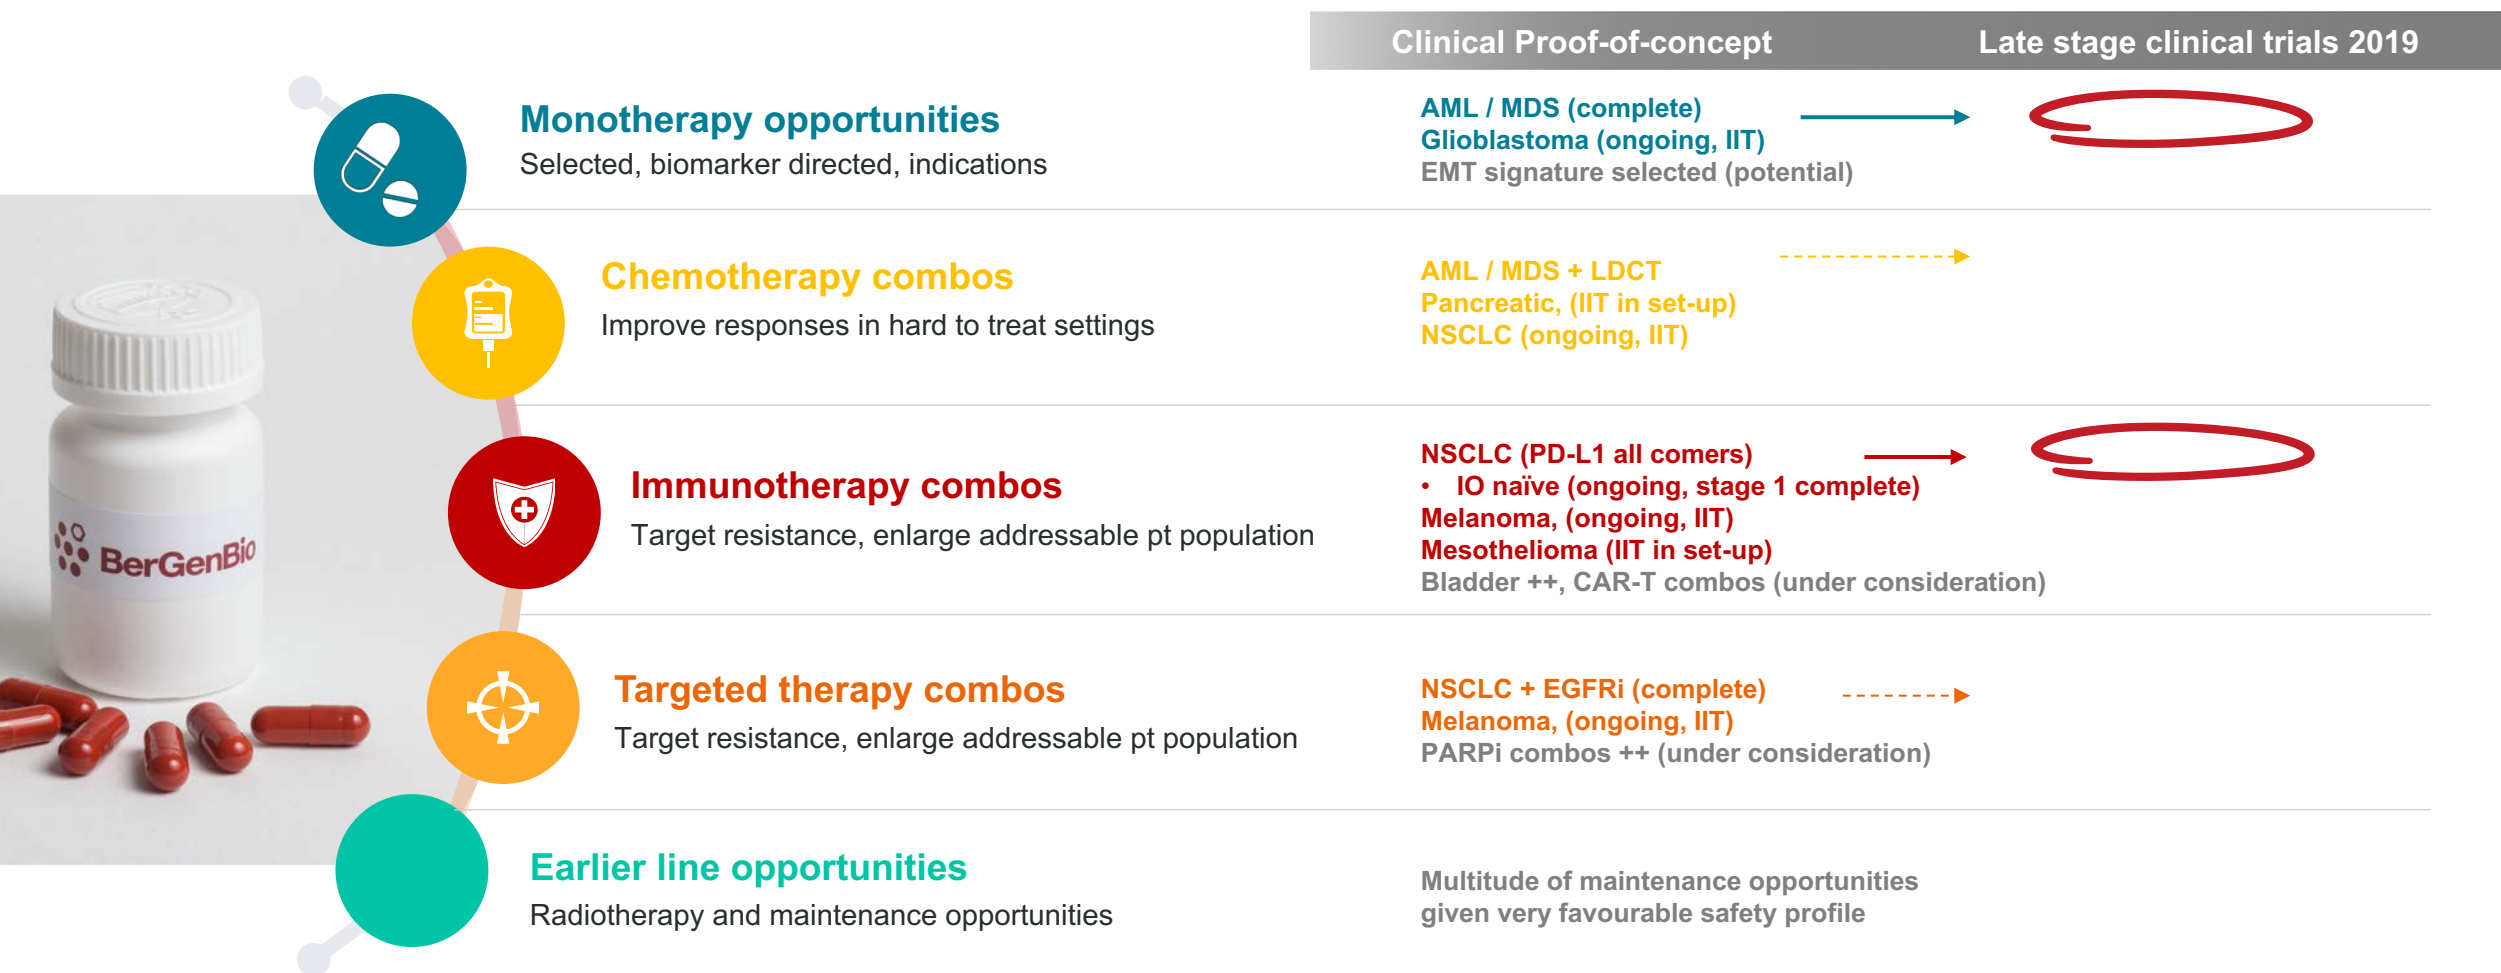 Clinical Proof-of-concept
Late stage clinical trials 2019
Monotherapy opportunities
Selected, biomarker directed, indications
AML / MDS (complete)
Glioblastoma (ongoing, IIT)
EMT signature selected (potential)
Chemotherapy combos
Improve responses in hard to treat settings
AML / MDS + LDCT
Pancreatic, (IIT in set-up)
NSCLC (ongoing, IIT)
Immunotherapy combos
Target resistance, enlarge addressable pt population
NSCLC (PD-L1 all comers)
• IO naïve (ongoing, stage 1 complete)
Melanoma, (ongoing, IIT)
Mesothelioma (IIT in set-up)
Bladder ++, CAR-T combos (under consideration)
Targeted therapy combos
Target resistance, enlarge addressable pt population
NSCLC + EGFRi (complete)
Melanoma, (ongoing, IIT)
PARPi combos ++ (under consideration)
Earlier line opportunities
Radiotherapy and maintenance opportunities
Multitude of maintenance opportunities
given very favourable safety profile
BerGenBio